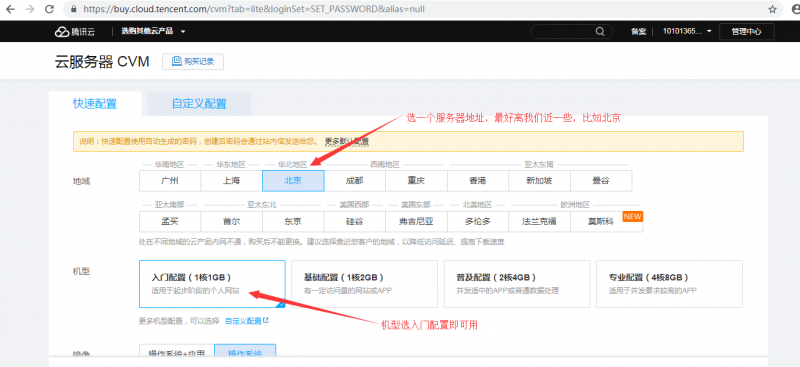 https://buy.cloud.tencent.com/cvm?tab=lite&loginSet=SET_PASSWORD&alias=null
腾讯云 选购其他云产品 备案 10101365... 管理中心
云服务器 CVM 购买记录
快速配置 自定义配置
选一个服务器地址，最好离我们近一些，比如北京
说明：快速配置使用自动生成的密码，创建后密码会通过站内信发送给您。 更多默认配置
华南地区 华东地区 华北地区 西南地区 亚太东南
地域 广州 上海 北京 成都 重庆 香港 新加坡 曼谷
亚太南部 亚太东北 美国西部 美国东部 北美地区 欧洲地区
孟买 首尔 东京 硅谷 弗吉尼亚 多伦多 法兰克福 莫斯科 NEW
处在不同地域的云产品内网不通，购买后不能更换。建议选择靠近您客户的地域，以降低访问延迟、提高下载速度
机型 入门配置（1核1GB） 基础配置（1核2GB） 普及配置（2核4GB） 专业配置（4核8GB）
适用于起步阶段的个人网站 有一定访问量的网站或APP 并发适中的APP或普通数据处理 适用于并发要求较高的APP
更多机型配置，可以选择 自定义配置
机型选入门配置即可用
镜像 操作系统+应用 操作系统